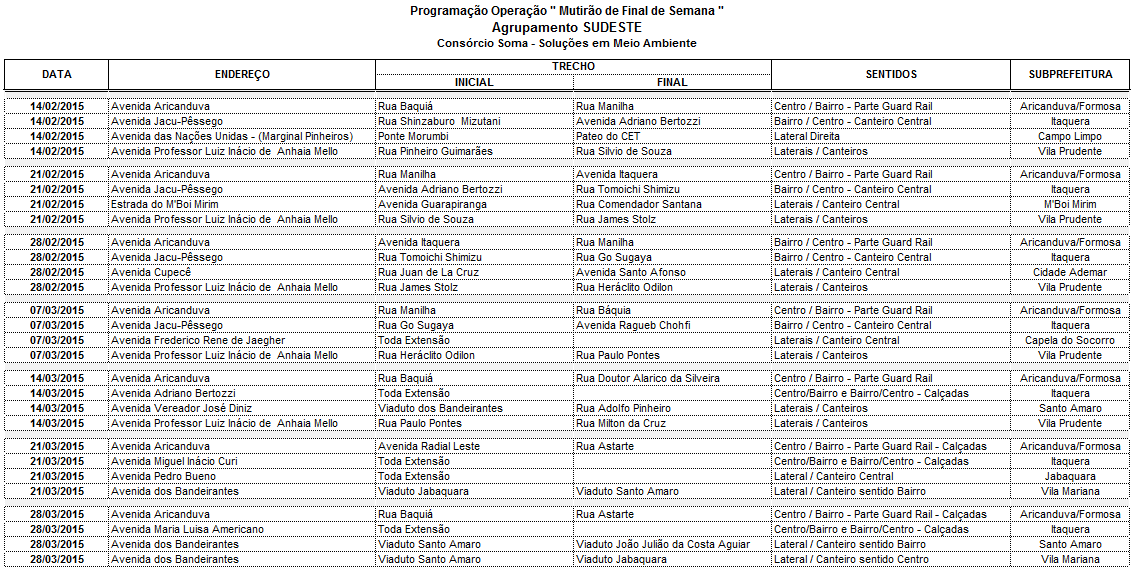 Programação Operação " Mutirão de Final de Semana "
Agrupamento SUDESTE
Consórcio Soma - Soluções em Meio Ambiente
DATA ENDEREÇO TRECHO SENTIDOS SUBPREFEITURA
INICIAL FINAL
14/02/2015 Avenida Aricanduva Rua Baquiá Rua Manilha Centro / Bairro - Parte Guard Rail Aricanduva/Formosa
14/02/2015 Avenida Jacu-Pêssego Rua Shinzaburo Mizutani Avenida Adriano Bertozzi Bairro / Centro - Canteiro Central Itaquera
14/02/2015 Avenida das Nações Unidas - (Marginal Pinheiros) Ponte Morumbi Pateo do CET Lateral Direita Campo Limpo
14/02/2015 Avenida Professor Luiz Inácio de Anhaia Mello Rua Pinheiro Guimarães Rua Silvio de Souza Laterais / Canteiros Vila Prudente
21/02/2015 Avenida Aricanduva Rua Manilha Avenida Itaquera Centro / Bairro - Parte Guard Rail Aricanduva/Formosa
21/02/2015 Avenida Jacu-Pêssego Avenida Adriano Bertozzi Rua Tomoichi Shimizu Bairro / Centro - Canteiro Central Itaquera
21/02/2015 Estrada do M'Boi Mirim Avenida Guarapiranga Rua Comendador Santana Laterais / Canteiro Central M'Boi Mirim
21/02/2015 Avenida Professor Luiz Inácio de Anhaia Mello Rua Silvio de Souza Rua James Stolz Laterais / Canteiros Vila Prudente
28/02/2015 Avenida Aricanduva Avenida Itaquera Rua Manilha Bairro / Centro - Parte Guard Rail Aricanduva/Formosa
28/02/2015 Avenida Jacu-Pêssego Rua Tomoichi Shimizu Rua Go Sugaya Bairro / Centro - Canteiro Central Itaquera
28/02/2015 Avenida Cupecê Rua Juan de La Cruz Avenida Santo Afonso Laterais / Canteiro Central Cidade Ademar
28/02/2015 Avenida Professor Luiz Inácio de Anhaia Mello Rua James Stolz Rua Heráclito Odilon Laterais / Canteiros Vila Prudente
07/03/2015 Avenida Aricanduva Rua Manilha Rua Báquia Bairro / Centro - Parte Guard Rail Aricanduva/Formosa
07/03/2015 Avenida Jacu-Pêssego Rua Go Sugaya Avenida Ragueb Chohfi Bairro / Centro - Canteiro Central Itaquera
07/03/2015 Avenida Frederico Rene de Jaegher Toda Extensão Laterais / Canteiro Central Capela do Socorro
07/03/2015 Avenida Professor Luiz Inácio de Anhaia Mello Rua Heráclito Odilon Rua Paulo Pontes Laterais / Canteiros Vila Prudente
14/03/2015 Avenida Aricanduva Rua Baquiá Rua Doutor Alarico da Silveira Centro / Bairro - Parte Guard Rail Aricanduva/Formosa
14/03/2015 Avenida Adriano Bertozzi Toda Extensão Centro/Bairro e Bairro/Centro - Calçadas Itaquera
14/03/2015 Avenida Vereador José Diniz Viaduto dos Bandeirantes Rua Adolfo Pinheiro Laterais / Canteiros Santo Amaro
14/03/2015 Avenida Professor Luiz Inácio de Anhaia Mello Rua Paulo Pontes Rua Milton da Cruz Laterais / Canteiros Vila Prudente
21/03/2015 Avenida Aricanduva Avenida Radial Leste Rua Astarte Centro / Bairro - Parte Guard Rail - Calçadas Aricanduva/Formosa
21/03/2015 Avenida Miguel Inácio Curi Toda Extensão Centro/Bairro e Bairro/Centro - Calçadas Itaquera
21/03/2015 Avenida Pedro Bueno Toda Extensão Lateral / Canteiro Central Jabaquara
21/03/2015 Avenida dos Bandeirantes Viaduto Jabaquara Viaduto Santo Amaro Lateral / Canteiro sentido Bairro Vila Mariana
28/03/2015 Avenida Aricanduva Rua Baquiá Rua Astarte Centro / Bairro - Parte Guard Rail - Calçadas Aricanduva/Formosa
28/03/2015 Avenida Maria Luisa Americano Toda Extensão Centro/Bairro e Bairro/Centro - Calçadas Itaquera
28/03/2015 Avenida dos Bandeirantes Viaduto Santo Amaro Viaduto João Julião da Costa Aguiar Lateral / Canteiro sentido Bairro Santo Amaro
28/03/2015 Avenida dos Bandeirantes Viaduto Santo Amaro Viaduto Jabaquara Lateral / Canteiro sentido Centro Vila Mariana